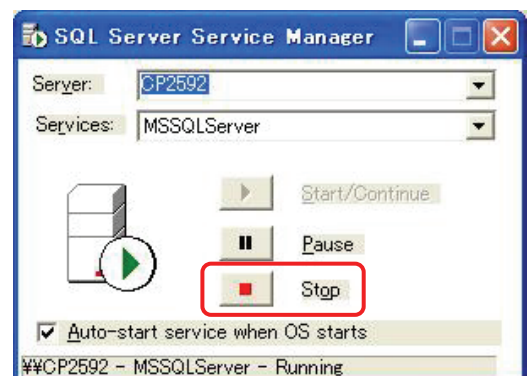 SQL Server Service Manager
Server: CP2592
Services: MSSQLServer
Start/Continue
Pause
Stop
Auto-start service when OS starts
¥¥CP2592 - MSSQLServer - Running